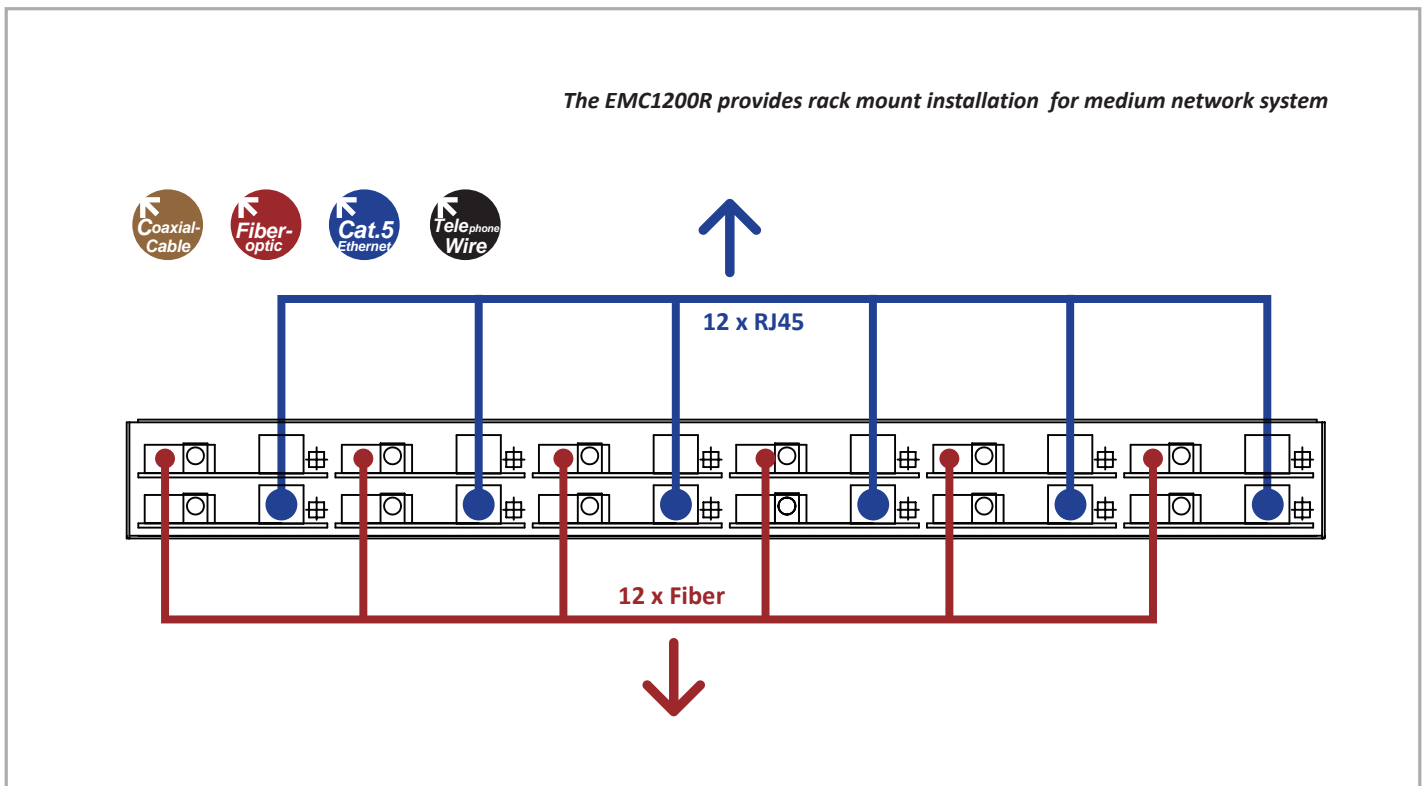 The EMC1200R provides rack mount installation for medium network system
Coaxial-
Cable
Fiber-
optic
Cat.5
Ethernet
Telephone
Wire
12 x RJ45
12 x Fiber